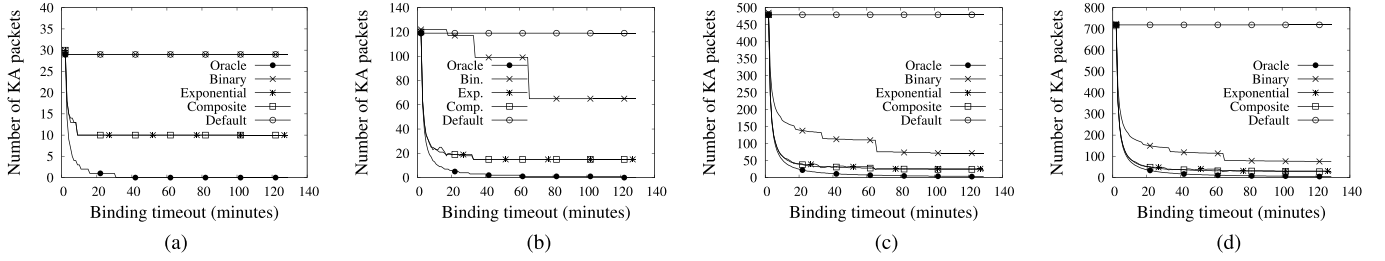 Number of KA packets
40
35
30
25
20
15
10
5
0
Oracle
Binary
Exponential
Composite
Default
0 20 40 60 80 100 120 140
Binding timeout (minutes)
(a)
Number of KA packets
140
120
100
80
60
40
20
0
Oracle
Bin.
Exp.
Comp.
Default
0 20 40 60 80 100 120 140
Binding timeout (minutes)
(b)
Number of KA packets
500
450
400
350
300
250
200
150
100
50
0
Oracle
Binary
Exponential
Composite
Default
0 20 40 60 80 100 120 140
Binding timeout (minutes)
(c)
Number of KA packets
800
700
600
500
400
300
200
100
0
Oracle
Binary
Exponential
Composite
Default
0 20 40 60 80 100 120 140
Binding timeout (minutes)
(d)